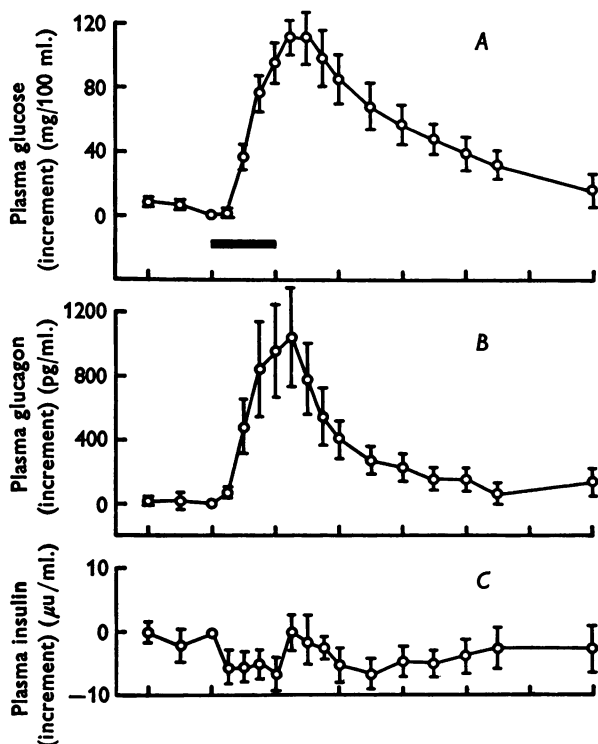 Plasma glucose
(increment) (mg/100 ml.)
120
80
40
0
A
Plasma glucagon
(increment) (pg/ml.)
1200
800
400
0
B
Plasma insulin
(increment) (μu/ml.)
10
0
−10
C